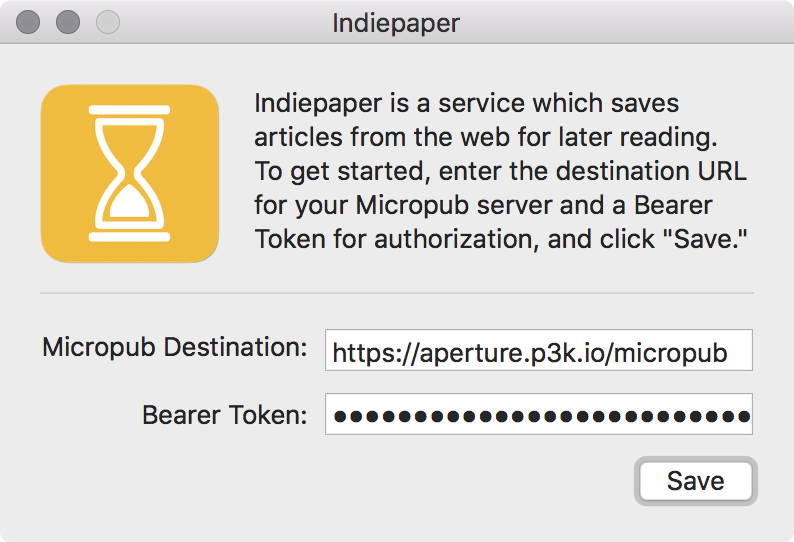 Indiepaper
Indiepaper is a service which saves
articles from the web for later reading.
To get started, enter the destination URL
for your Micropub server and a Bearer
Token for authorization, and click "Save."
Micropub Destination: https://aperture.p3k.io/micropub
Bearer Token: ●●●●●●●●●●●●●●●●●●●●●●●●●●
Save